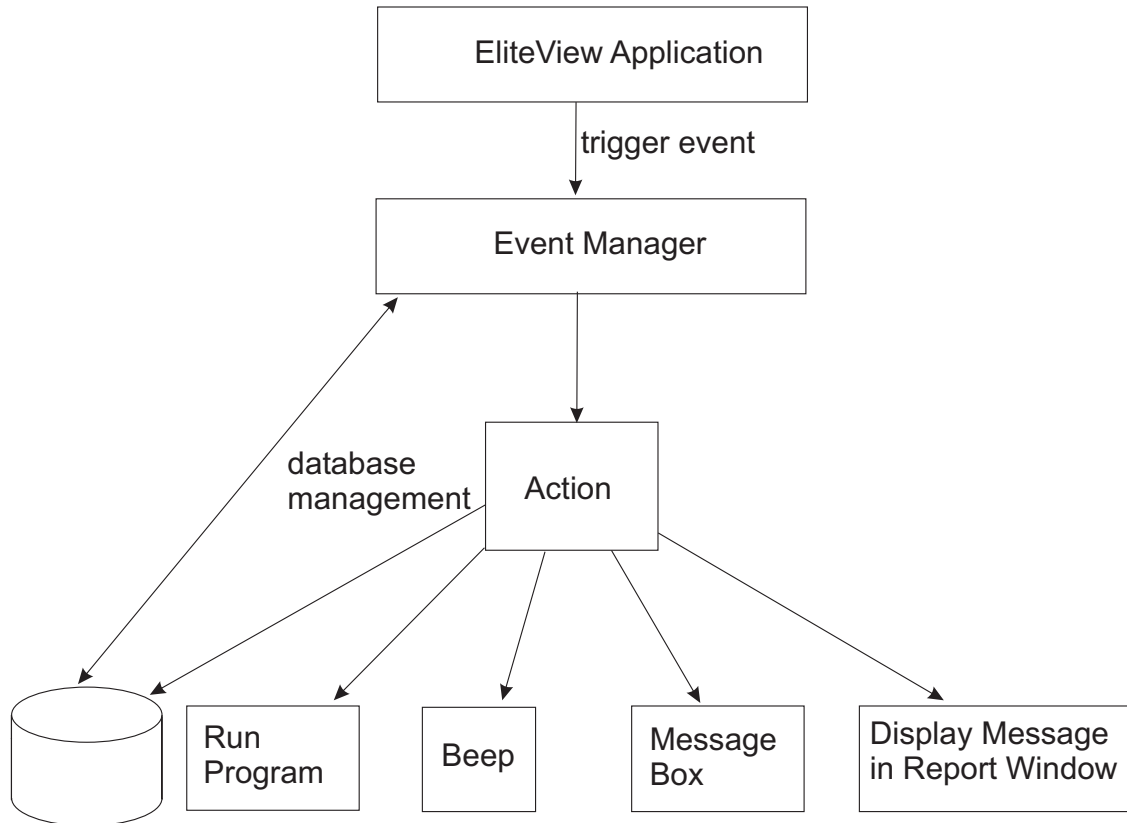 EliteView Application
trigger event
Event Manager
database
management
Action
Run
Program
Beep
Message
Box
Display Message
in Report Window